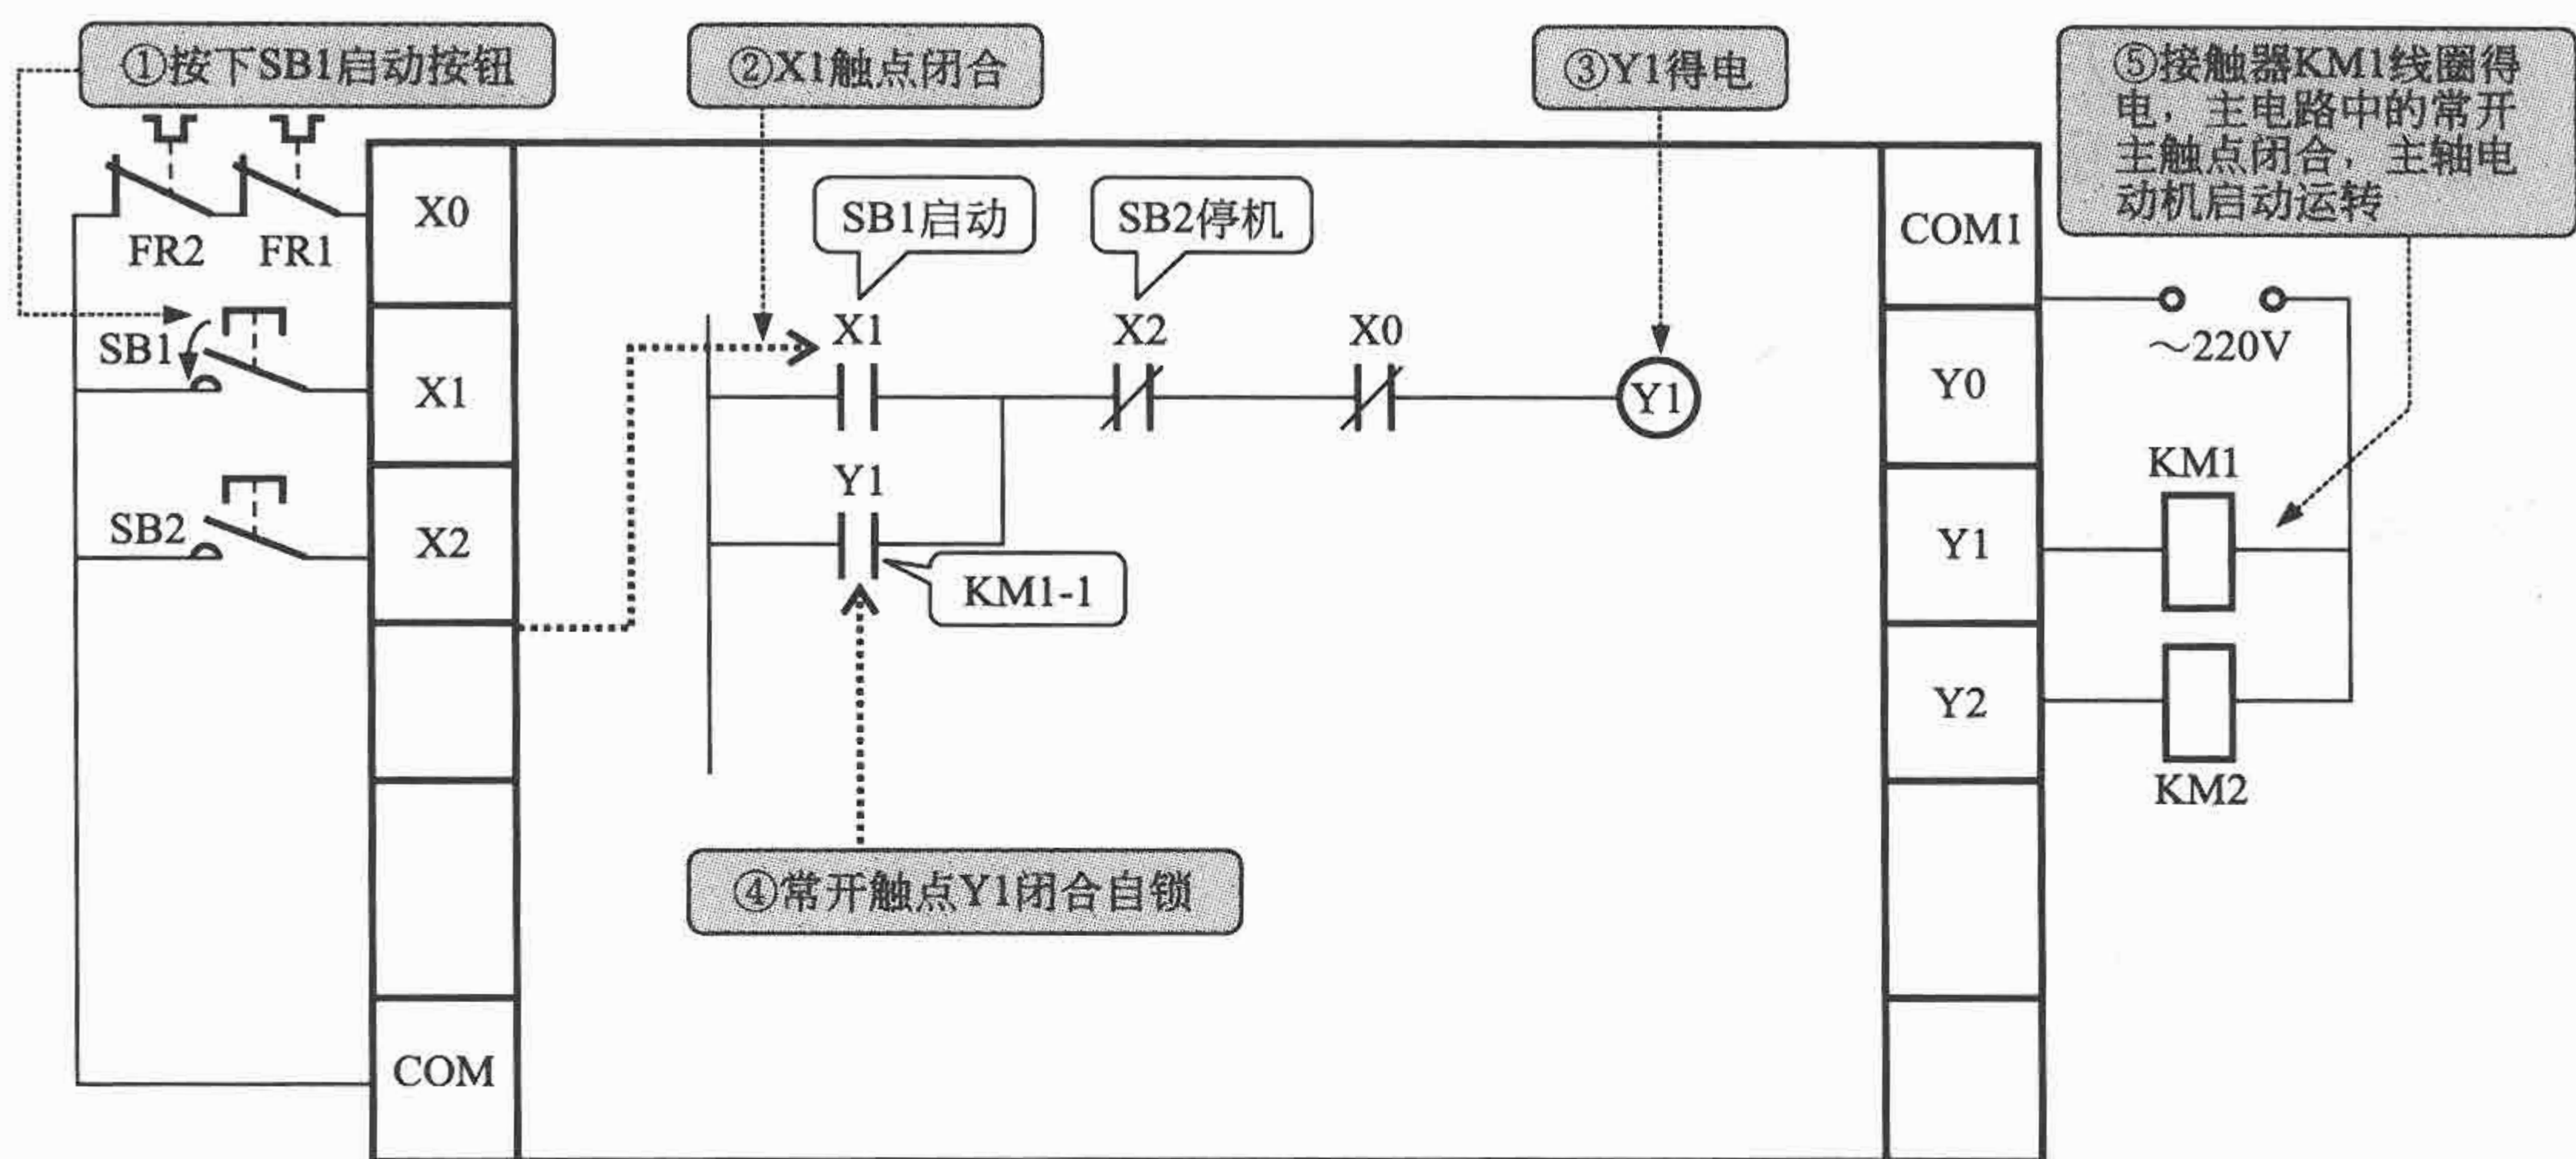 ①按下SB1启动按钮
②X1触点闭合
③Y1得电
⑤接触器KM1线圈得
电，主电路中的常开
主触点闭合，主轴电
动机启动运转
FR2
FR1
X0
SB1启动
SB2停机
COM1
SB1
X1
X1
X2
X0
Y1
Y0
～220V
SB2
X2
Y1
KM1-1
Y1
KM1
Y2
KM2
④常开触点Y1闭合自锁
COM